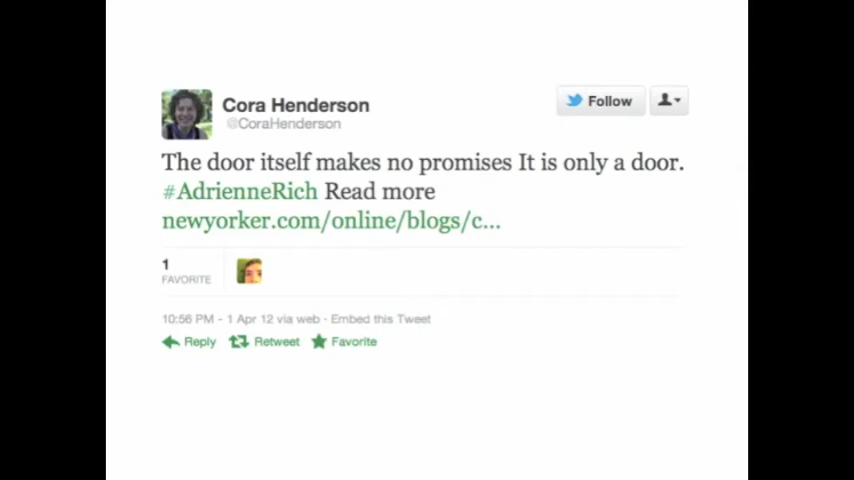 Cora Henderson
@CoraHenderson
Follow
The door itself makes no promises It is only a door.
#AdrienneRich Read more
newyorker.com/online/blogs/c...
1
FAVORITE
10:56 PM - 1 Apr 12 via web · Embed this Tweet
Reply Retweet Favorite